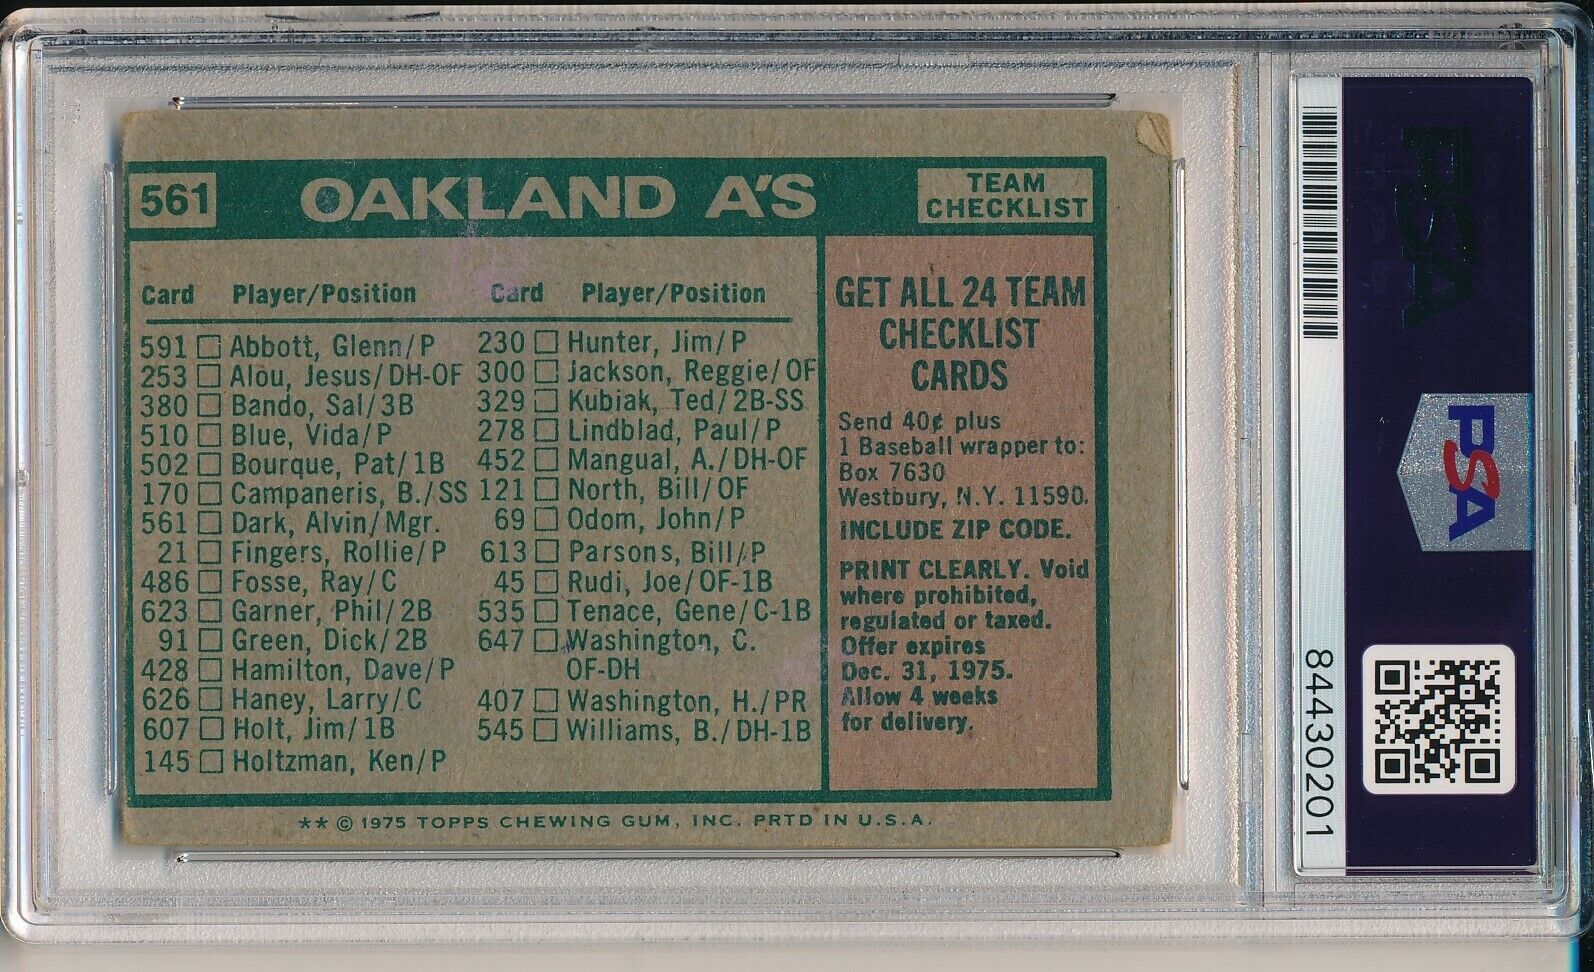 561 OAKLAND A'S TEAM CHECKLIST
Card Player/Position Card Player/Position
591 Abbott, Glenn/P
253 Alou, Jesus/DH-OF
380 Bando, Sal/3B
510 Blue, Vida/P
502 Bourque, Pat/1B
170 Campaneris, B./SS
561 Dark, Alvin/Mgr.
21 Fingers, Rollie/P
486 Fosse, Ray/C
623 Garner, Phil/2B
91 Green, Dick/2B
428 Hamilton, Dave/P
626 Haney, Larry/C
607 Holt, Jim/1B
145 Holtzman, Ken/P
230 Hunter, Jim/P
300 Jackson, Reggie/OF
329 Kubiak, Ted/2B-SS
278 Lindblad, Paul/P
452 Mangual, A./DH-OF
121 North, Bill/OF
69 Odom, John/P
613 Parsons, Bill/P
45 Rudi, Joe/OF-1B
535 Tenace, Gene/C-1B
647 Washington, C.
OF-DH
407 Washington, H./PR
545 Williams, B./DH-1B
GET ALL 24 TEAM
CHECKLIST
CARDS
Send 40¢ plus
1 Baseball wrapper to:
Box 7630
Westbury, N.Y. 11590.
INCLUDE ZIP CODE.
PRINT CLEARLY. Void
where prohibited,
regulated or taxed.
Offer expires
Dec. 31, 1975.
Allow 4 weeks
for delivery.
** © 1975 TOPPS CHEWING GUM, INC. PRTD IN U.S.A.
PSA
PSA
84430201